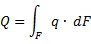 Q = ∫_F q · dF